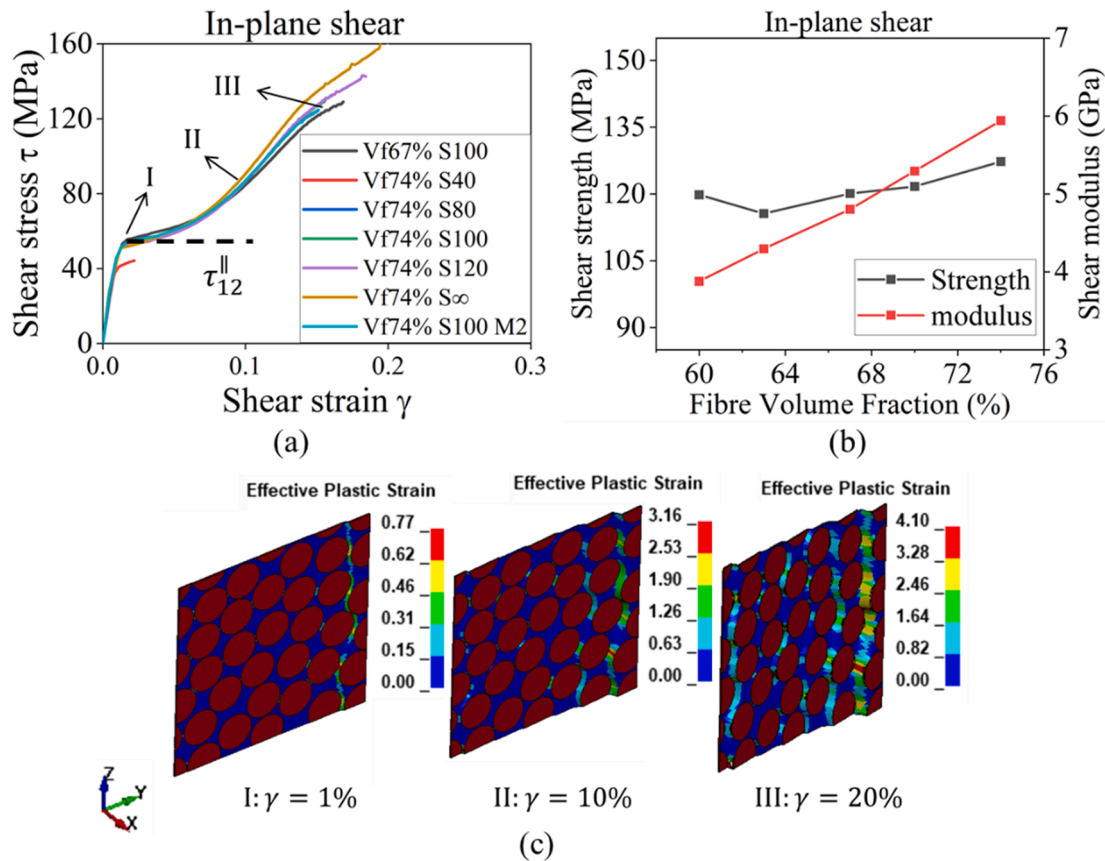 In-plane shear
160
120
80
40
0
0.0
0.1
0.2
0.3
Shear stress τ (MPa)
Shear strain γ
I
II
III
τ₁₂^∥
Vf67% S100
Vf74% S40
Vf74% S80
Vf74% S100
Vf74% S120
Vf74% S∞
Vf74% S100 M2
(a)
In-plane shear
150
135
120
105
90
7
6
5
4
3
60
64
68
72
76
Shear strength (MPa)
Shear modulus (GPa)
Strength
modulus
Fibre Volume Fraction (%)
(b)
Effective Plastic Strain
0.77
0.62
0.46
0.31
0.15
0.00
I: γ = 1%
Effective Plastic Strain
3.16
2.53
1.90
1.26
0.63
0.00
II: γ = 10%
Effective Plastic Strain
4.10
3.28
2.46
1.64
0.82
0.00
III: γ = 20%
Z
Y
X
(c)